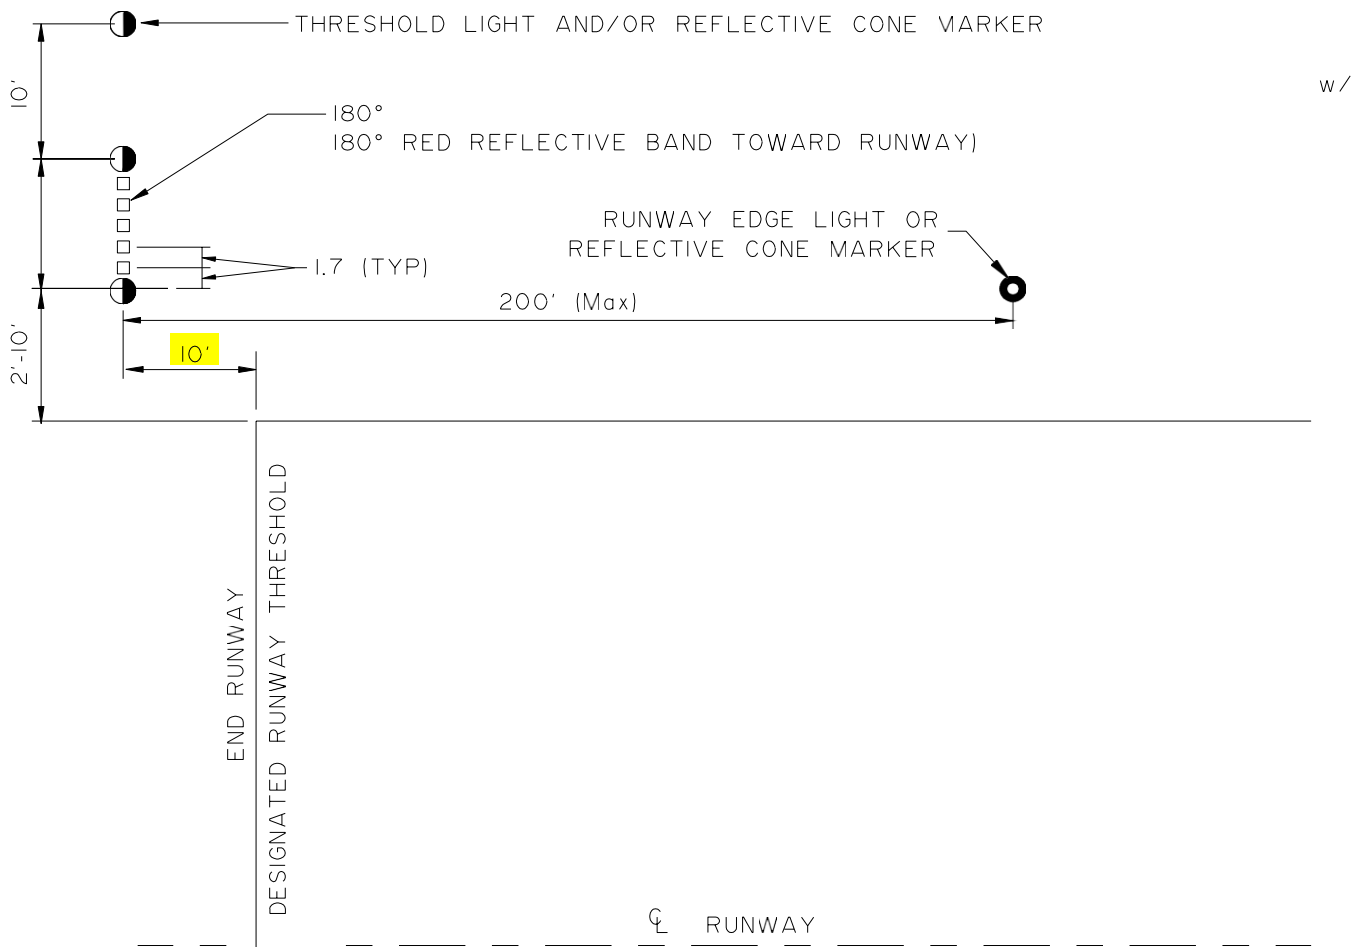 THRESHOLD LIGHT AND/OR REFLECTIVE CONE MARKER
10'
w/
180°
180° RED REFLECTIVE BAND TOWARD RUNWAY)
RUNWAY EDGE LIGHT OR
REFLECTIVE CONE MARKER
1.7 (TYP)
200' (Max)
10'
2'-10'
END RUNWAY
DESIGNATED RUNWAY THRESHOLD
℄ RUNWAY